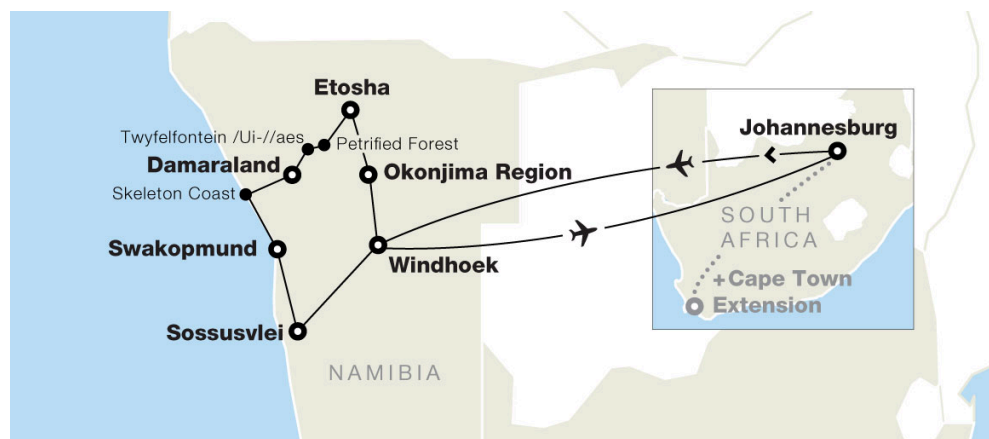 Etosha
Twyfelfontein /Ui-//aes
Petrified Forest
Damaraland
Okonjima Region
Skeleton Coast
Swakopmund
Windhoek
Sossusvlei
NAMIBIA
Johannesburg
SOUTH
AFRICA
+Cape Town
Extension